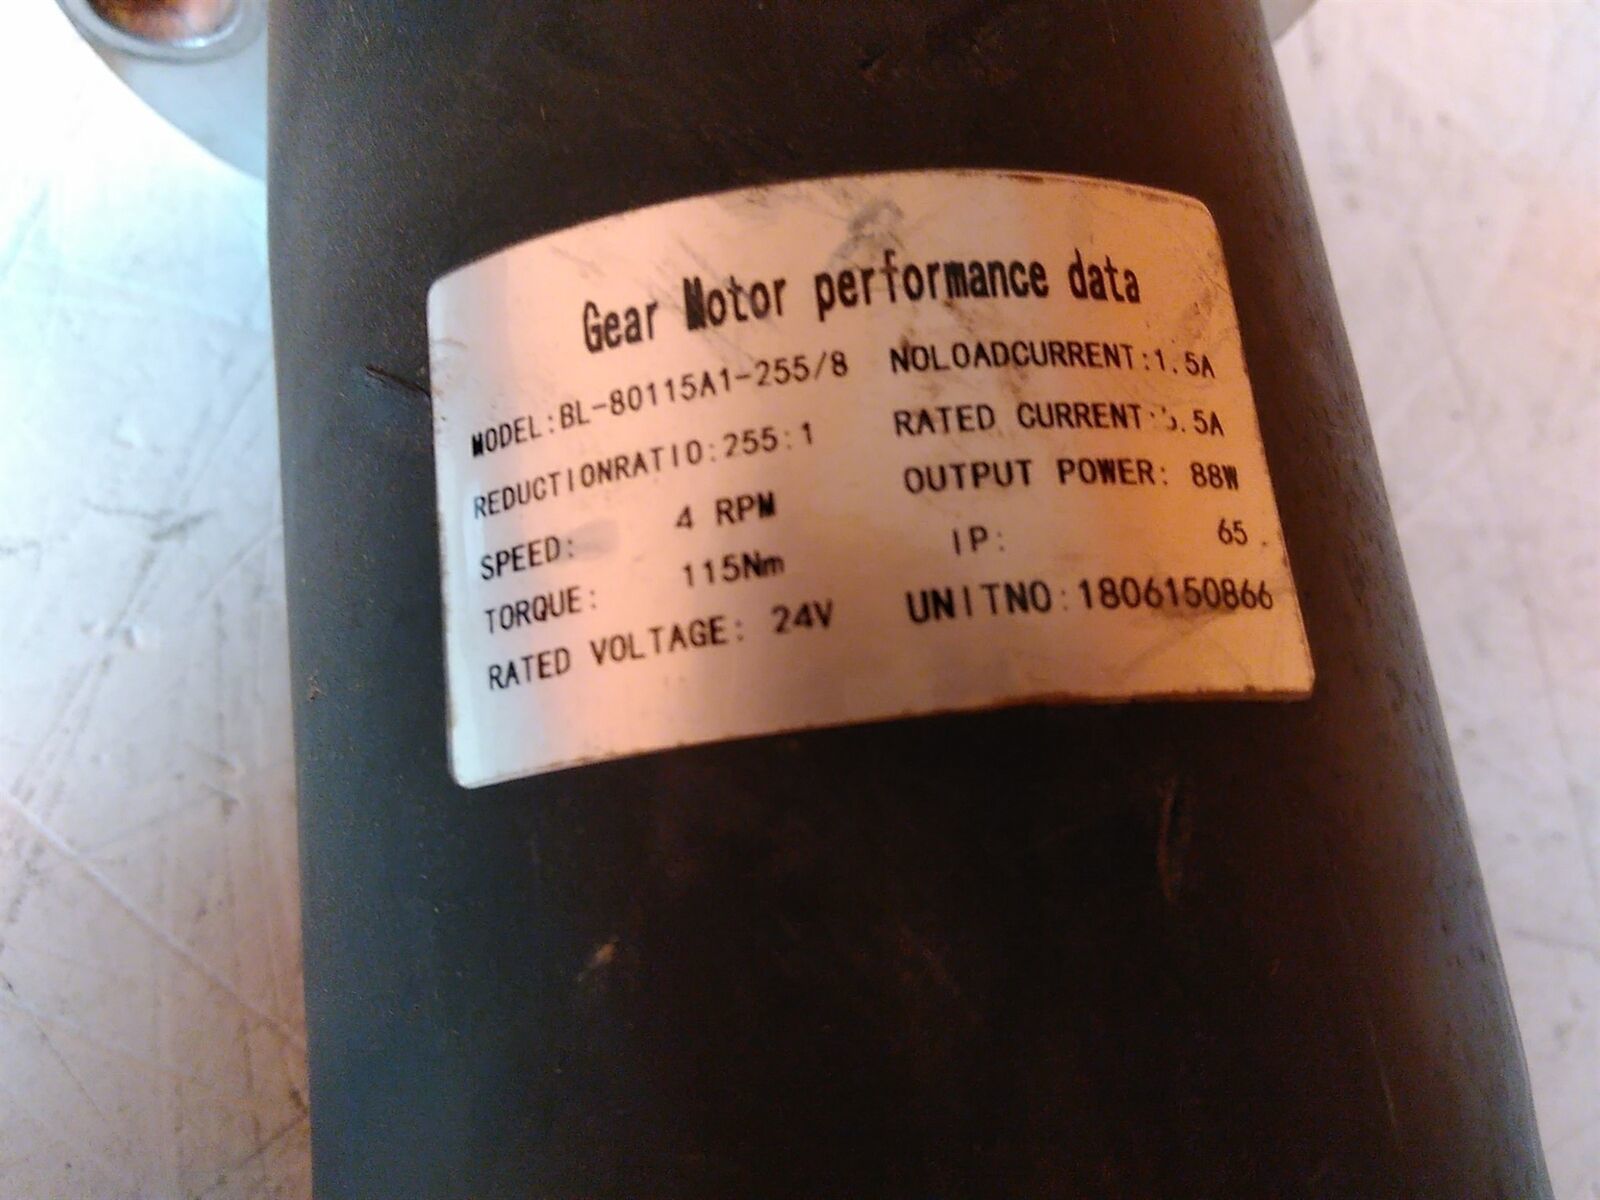 Gear Motor performance data
MODEL:BL-80115A1-255/8 NOLOADCURRENT:1.5A
REDUCTIONRATIO:255:1 RATED CURRENT
SPEED: 4 RPM OUTPUT POWER: 88W
TORQUE: 115Nm IP: 65
RATED VOLTAGE: 24V UNITNO:1806150866